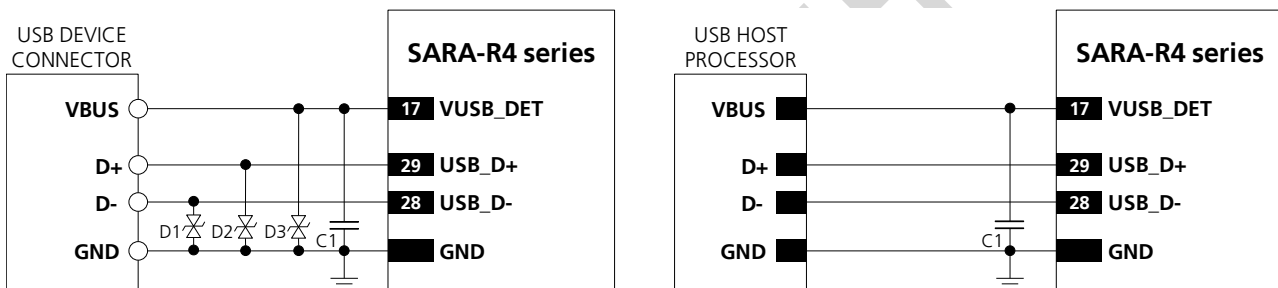 USB DEVICE
CONNECTOR
SARA-R4 series
VBUS
17 VUSB_DET
D+
29 USB_D+
D-
28 USB_D-
D1 D2 D3 C1
GND
GND
USB HOST
PROCESSOR
SARA-R4 series
VBUS
17 VUSB_DET
D+
29 USB_D+
D-
28 USB_D-
C1
GND
GND